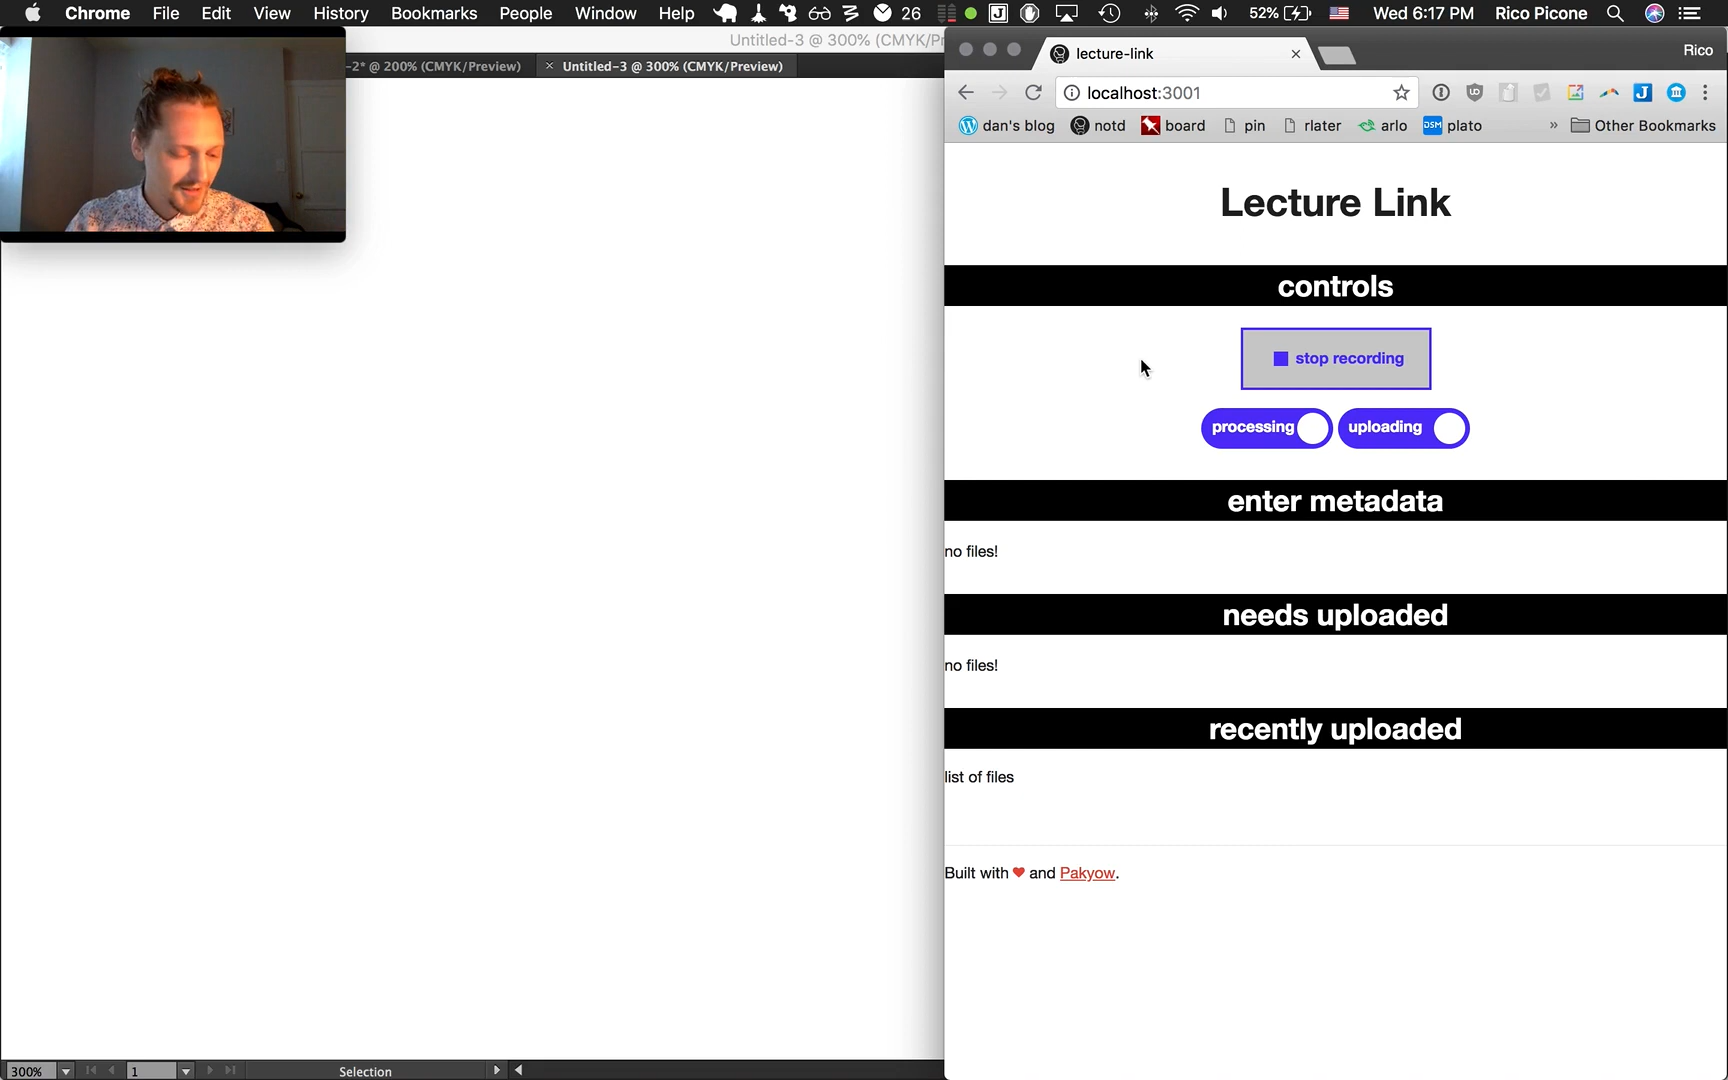 Chrome File Edit View History Bookmarks People Window Help 26 52% Wed 6:17 PM Rico Picone
Untitled-3 @ 300% (CMYK/Pr
-2* @ 200% (CMYK/Preview) × Untitled-3 @ 300% (CMYK/Preview)
lecture-link × Rico
localhost:3001
dan's blog notd board pin rlater arlo DSM plato » Other Bookmarks
Lecture Link
controls
stop recording
processing uploading
enter metadata
no files!
needs uploaded
no files!
recently uploaded
list of files
Built with ❤ and Pakyow.
300% 1 Selection